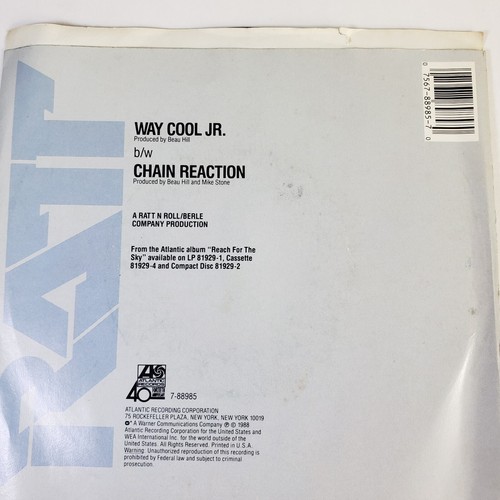 RATT
0 7567-88985-7 0
WAY COOL JR.
Produced by Beau Hill
b/w
CHAIN REACTION
Produced by Beau Hill and Mike Stone
A RATT N ROLL/BERLE
COMPANY PRODUCTION
From the Atlantic album "Reach For The
Sky" available on LP 81929-1, Cassette
81929-4 and Compact Disc 81929-2
ATLANTIC
40
7-88985
ATLANTIC RECORDING CORPORATION
75 ROCKEFELLER PLAZA, NEW YORK, NEW YORK 10019
A Warner Communications Company ℗ © 1988
Atlantic Recording Corporation for the United States and
WEA International Inc. for the world outside of the
United States. All Rights Reserved. Printed in U.S.A.
Warning: Unauthorized reproduction of this recording is
prohibited by Federal law and subject to criminal
prosecution.